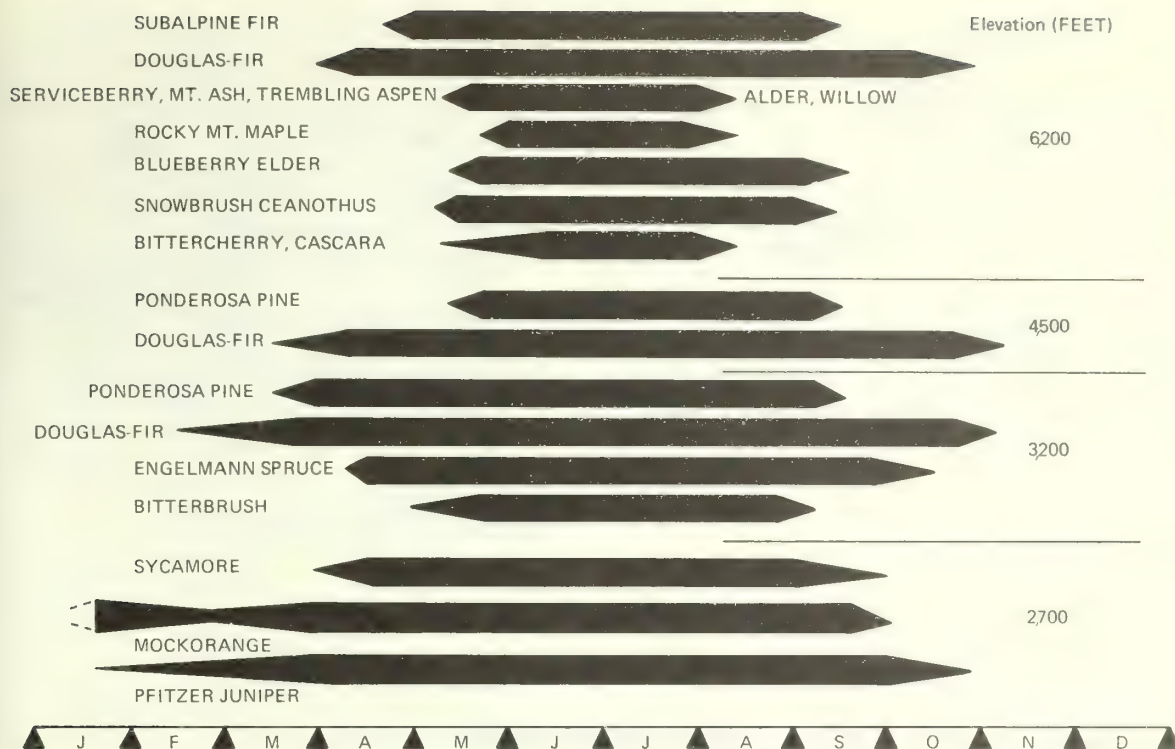 SUBALPINE FIR
Elevation (FEET)
DOUGLAS-FIR
SERVICEBERRY, MT. ASH, TREMBLING ASPEN
ALDER, WILLOW
ROCKY MT. MAPLE
6,200
BLUEBERRY ELDER
SNOWBRUSH CEANOTHUS
BITTERCHERRY, CASCARA
PONDEROSA PINE
4,500
DOUGLAS-FIR
PONDEROSA PINE
DOUGLAS-FIR
3,200
ENGELMANN SPRUCE
BITTERBRUSH
SYCAMORE
2,700
MOCKORANGE
PFITZER JUNIPER
J F M A M J J A S O N D